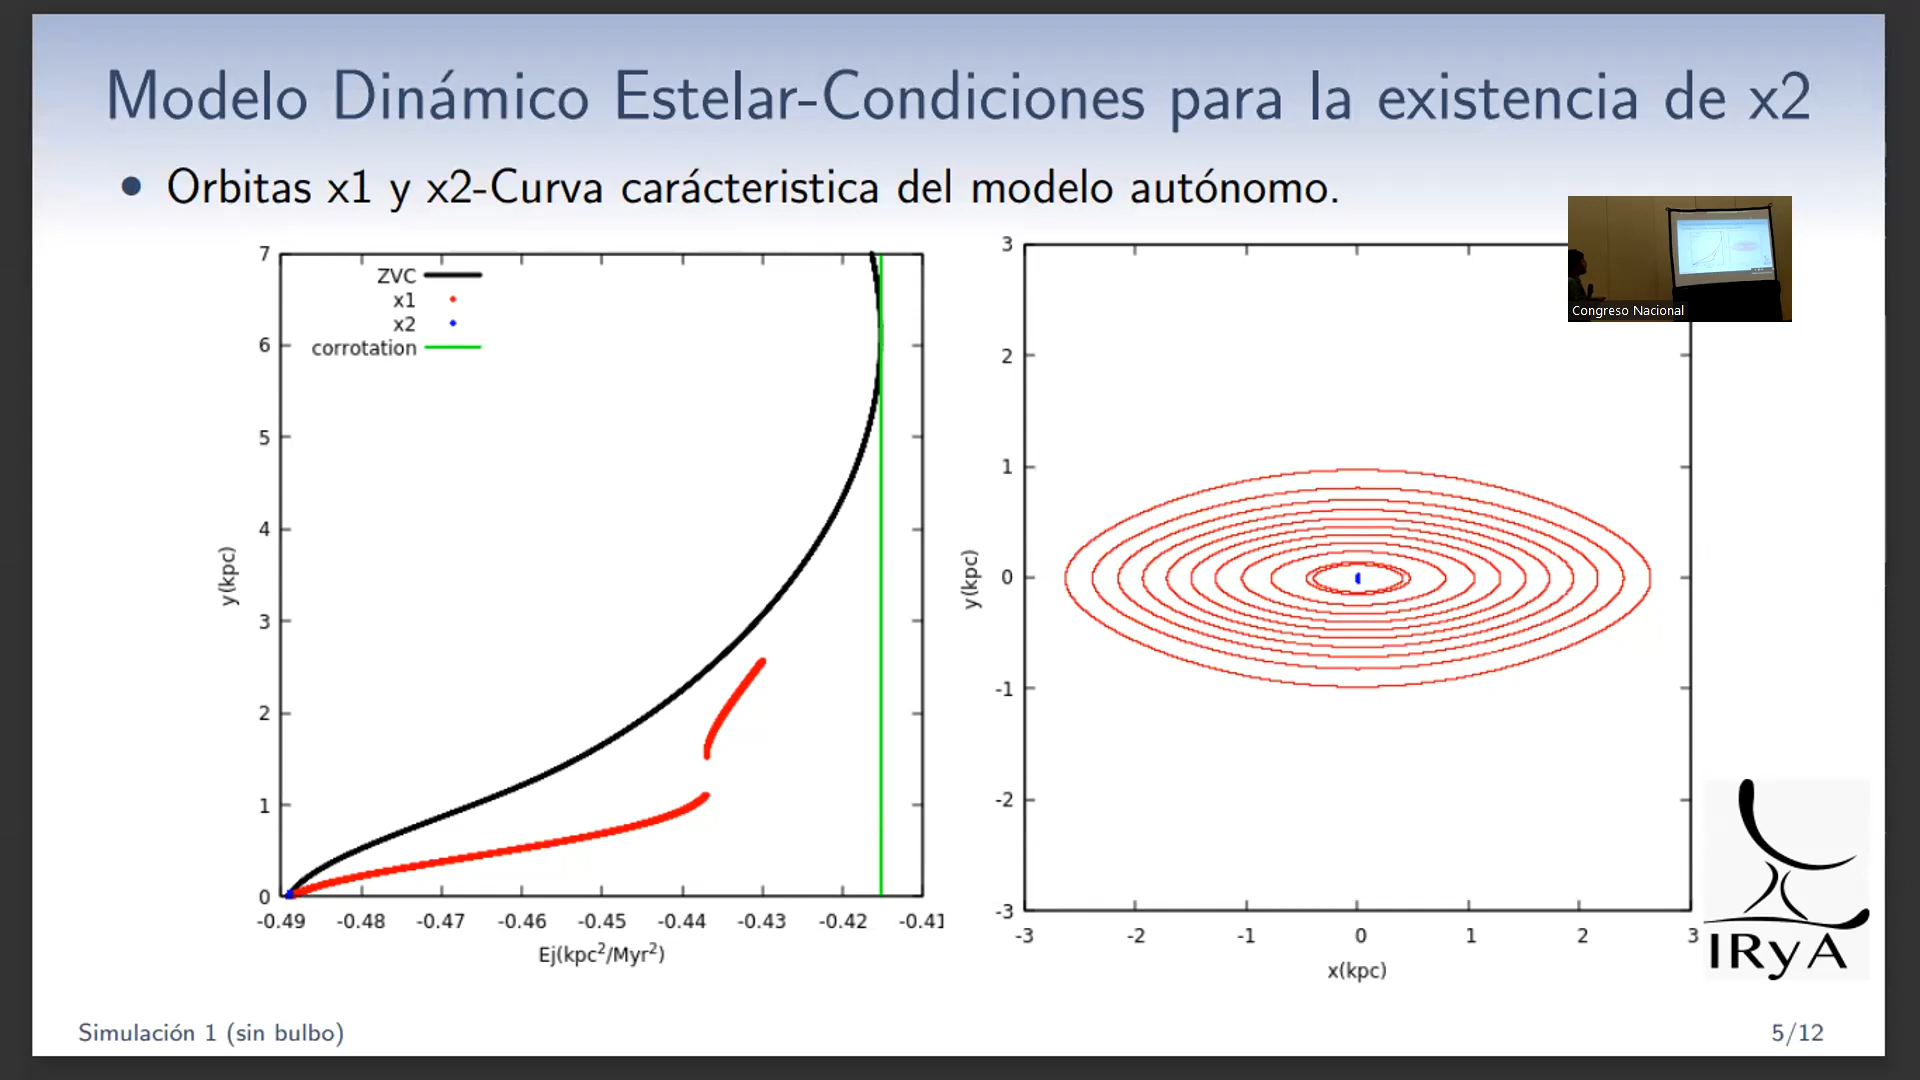 Modelo Dinámico Estelar-Condiciones para la existencia de x2
Orbitas x1 y x2-Curva carácteristica del modelo autónomo.
Congreso Nacional
ZVC
x1
x2
corrotation
7
6
5
4
3
2
1
0
y(kpc)
-0.49 -0.48 -0.47 -0.46 -0.45 -0.44 -0.43 -0.42 -0.41
Ej(kpc²/Myr²)
3
2
1
0
-1
-2
-3
y(kpc)
-3 -2 -1 0 1 2 3
x(kpc)
IRyA
Simulación 1 (sin bulbo)
5/12